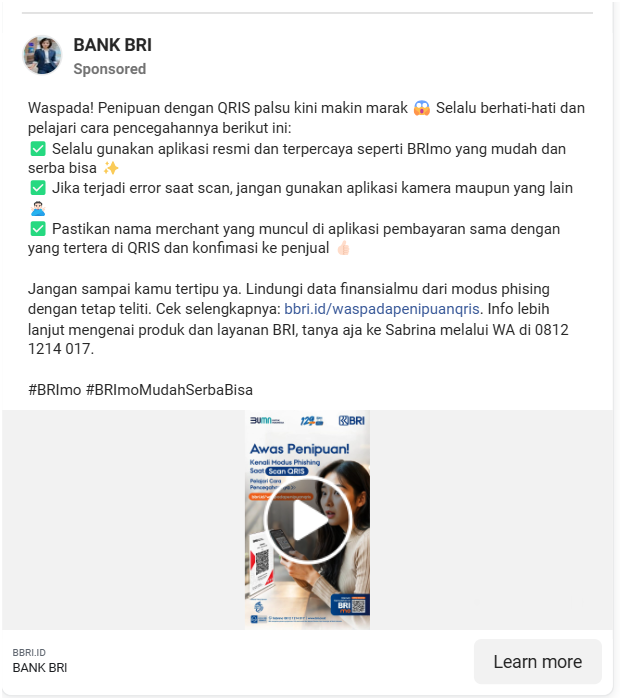 BANK BRI
Sponsored
Waspada! Penipuan dengan QRIS palsu kini makin marak 😱 Selalu berhati-hati dan
pelajari cara pencegahannya berikut ini:
✅ Selalu gunakan aplikasi resmi dan terpercaya seperti BRImo yang mudah dan
serba bisa ✨
✅ Jika terjadi error saat scan, jangan gunakan aplikasi kamera maupun yang lain
🙅🏻‍♂️
✅ Pastikan nama merchant yang muncul di aplikasi pembayaran sama dengan
yang tertera di QRIS dan konfimasi ke penjual 👍🏻
Jangan sampai kamu tertipu ya. Lindungi data finansialmu dari modus phising
dengan tetap teliti. Cek selengkapnya: bbri.id/waspadapenipuanqris. Info lebih
lanjut mengenai produk dan layanan BRI, tanya aja ke Sabrina melalui WA di 0812
1214 017.
#BRImo #BRImoMudahSerbaBisa
BUMN
129
BRI
Awas Penipuan!
Kenali Modus Phishing
Saat Scan QRIS
Pelajari Cara
BRI
BBRI.ID
BANK BRI
Learn more